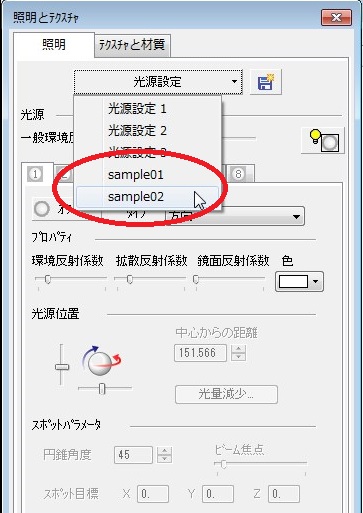 照明とテクスチャ
照明 テクスチャと材質
光源設定
光源設定 1
光源
光源設定 2
一般環境反
光源設定 3
sample01
1 8
sample02
オ タイプ 方向
プロパティ
環境反射係数 拡散反射係数 鏡面反射係数 色
光源位置
中心からの距離
151.566
光量減少...
スポットパラメータ
円錐角度 45 ビーム焦点
スポット目標 X 0. Y 0. Z 0.